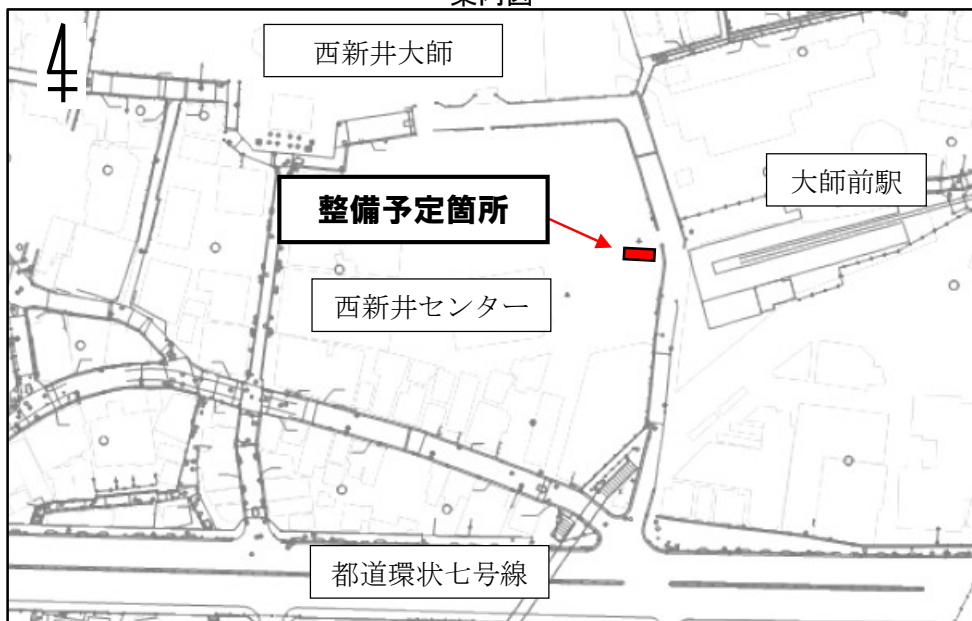 案内図
西新井大師
大師前駅
整備予定箇所
西新井センター
都道環状七号線